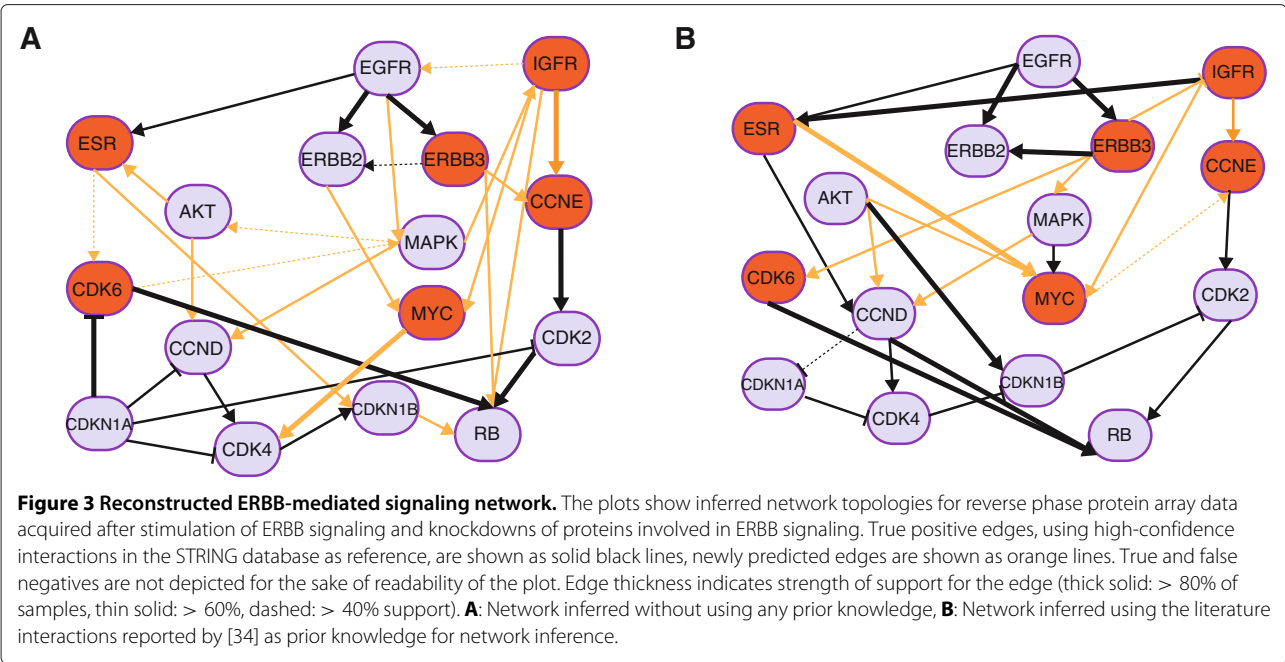 A
EGFR
IGFR
ESR
ERBB2
ERBB3
CCNE
AKT
MAPK
CDK6
MYC
CCND
CDK2
CDKN1A
CDKN1B
CDK4
RB
B
EGFR
IGFR
ESR
ERBB2
ERBB3
CCNE
AKT
MAPK
CDK6
MYC
CCND
CDK2
CDKN1A
CDKN1B
CDK4
RB
Figure 3 Reconstructed ERBB-mediated signaling network. The plots show inferred network topologies for reverse phase protein array data
acquired after stimulation of ERBB signaling and knockdowns of proteins involved in ERBB signaling. True positive edges, using high-confidence
interactions in the STRING database as reference, are shown as solid black lines, newly predicted edges are shown as orange lines. True and false
negatives are not depicted for the sake of readability of the plot. Edge thickness indicates strength of support for the edge (thick solid: > 80% of
samples, thin solid: > 60%, dashed: > 40% support). A: Network inferred without using any prior knowledge, B: Network inferred using the literature
interactions reported by [34] as prior knowledge for network inference.